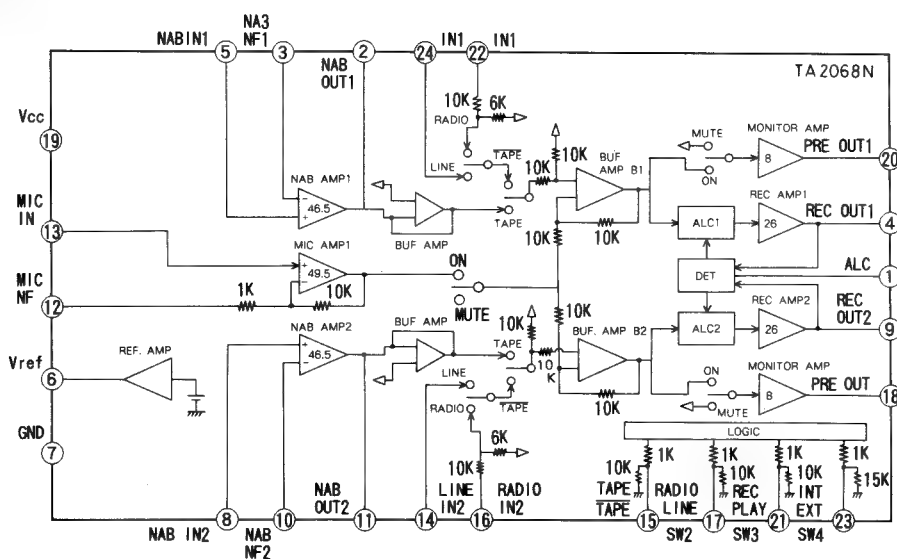 NA3
NABIN1 NF1 IN1 IN1
5 3 2 24 22
NAB
OUT1
TA2068N
10K 6K
RADIO
Vcc
19
MUTE MONITOR AMP
PRE OUT1
8 20
TAPE 10K
LINE 10K BUF
AMP B1
ON
NAB AMP1
- 46.5 +
TAPE
REC AMP1
MIC
IN
13
BUF AMP
10K 10K
ALC1 26 REC OUT1
4
MIC AMP1
+ 49.5 -
ON
DET ALC
1
MIC
NF
12
1K 10K
MUTE
10K
REC AMP2 REC
OUT2
NAB AMP2
46.5
BUF AMP
10K
TAPE
BUF. AMP B2
ALC2 26 9
Vref
6
REF. AMP
10
K
LINE
10K
ON MONITOR AMP
PRE OUT
8 18
RADIO TAPE
MUTE
GND
7
6K
LOGIC
10K
1K 1K 1K 1K
10K 10K 10K 15K
NAB
OUT2
LINE
IN2
RADIO
IN2
TAPE RADIO REC INT
TAPE LINE PLAY EXT
8 10 11 14 16 15 SW2 17 SW3 21 SW4 23
NAB IN2 NAB
NF2